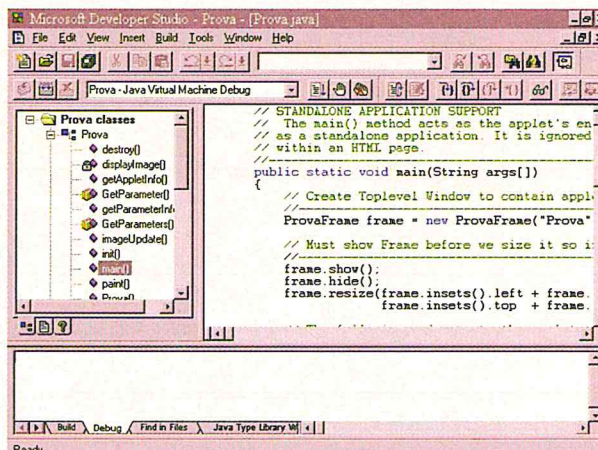 Microsoft Developer Studio - Prova - [Prova.java]
File Edit View Insert Build Tools Window Help
Prova - Java Virtual Machine Debug
Prova classes
Prova
destroy()
displayImage()
getAppletInfo()
GetParameter()
getParameterInfo
GetParameters()
imageUpdate()
init()
main()
paint()
Prova()
// STANDALONE APPLICATION SUPPORT
// The main() method acts as the applet's en
// as a standalone application. It is ignored
// within an HTML page.
//
public static void main(String args[])
{
// Create Toplevel Window to contain appl
//
ProvaFrame frame = new ProvaFrame("Prova"
// Must show Frame before we size it so i
//
frame.show();
frame.hide();
frame.resize(frame.insets().left + frame.
frame.insets().top + frame.
Build Debug Find in Files Java Type Library
Ready